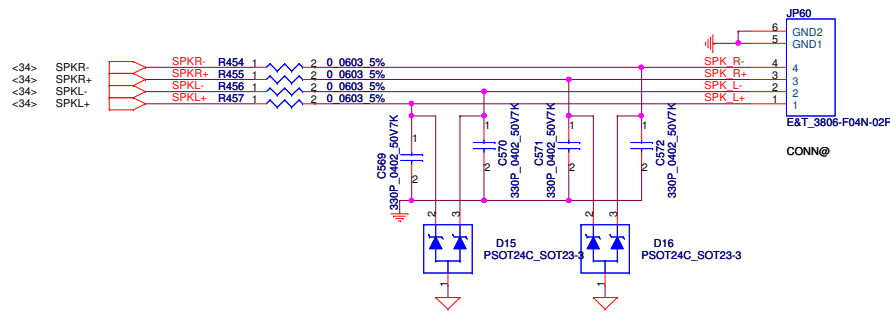 JP60
6 GND2
5 GND1
<34> SPKR- SPKR- R454 1 2 0_0603_5% SPK_R- 4 4
<34> SPKR+ SPKR+ R455 1 2 0_0603_5% SPK_R+ 3 3
<34> SPKL- SPKL- R456 1 2 0_0603_5% SPK_L- 2 2
<34> SPKL+ SPKL+ R457 1 2 0_0603_5% SPK_L+ 1 1
E&T_3806-F04N-02R
CONN@
1 2 C569
330P_0402_50V7K
1 2 C570
330P_0402_50V7K
1 2 C571
330P_0402_50V7K
1 2 C572
330P_0402_50V7K
2 3 1
D15
PSOT24C_SOT23-3
2 3 1
D16
PSOT24C_SOT23-3